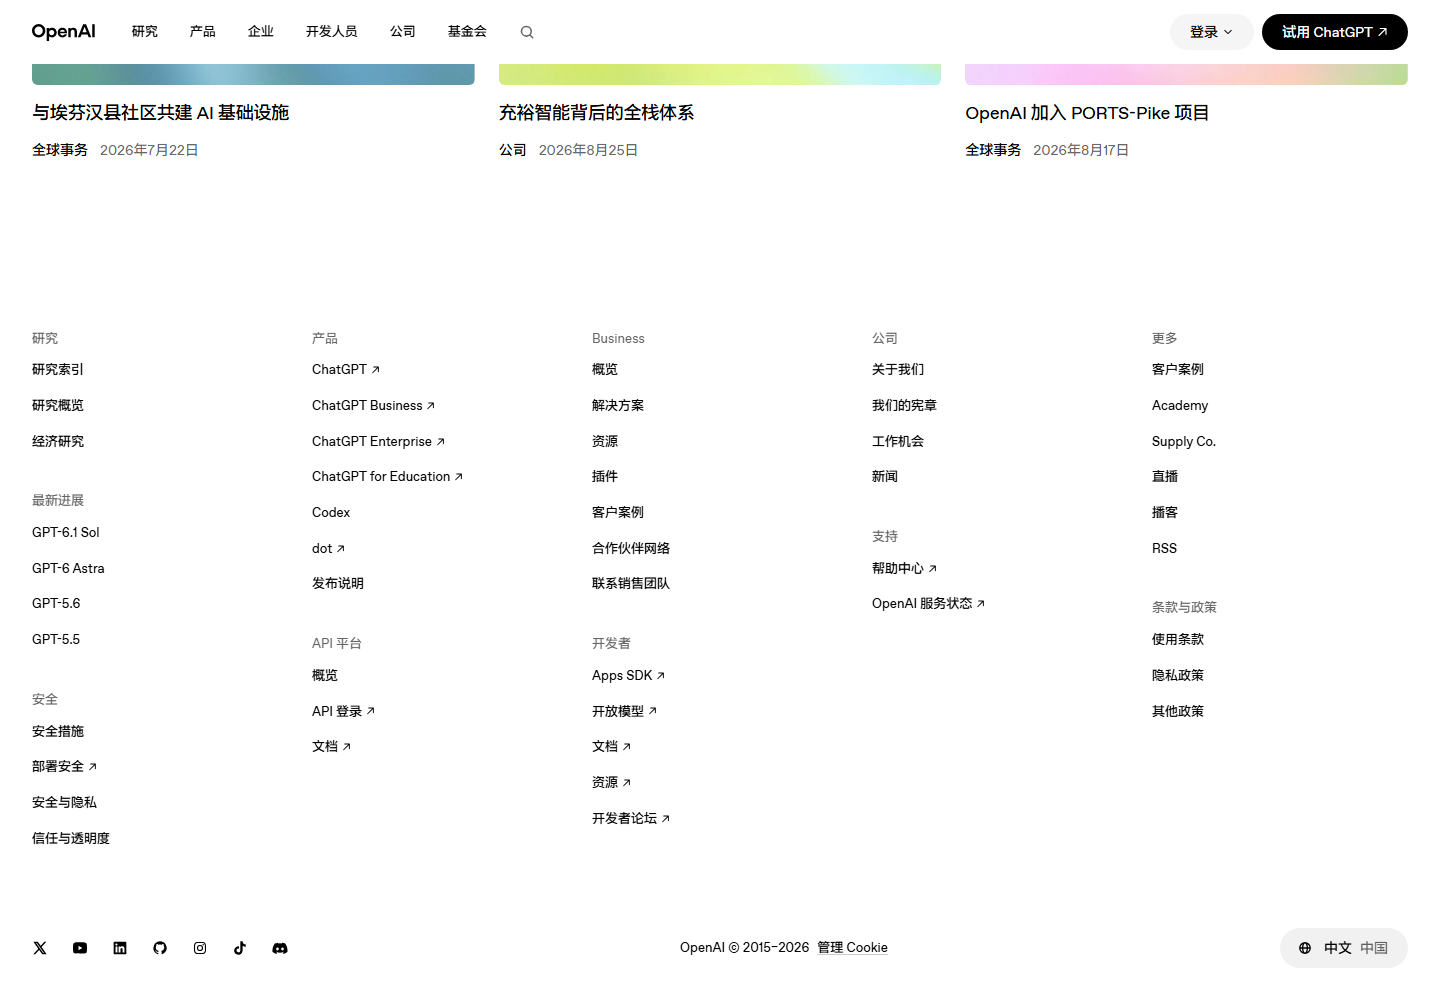 OpenAI 研究 产品 企业 开发人员 公司 基金会 登录 试用 ChatGPT ↗
与埃芬汉县社区共建 AI 基础设施
全球事务 2026年7月22日
充裕智能背后的全栈体系
公司 2026年8月25日
OpenAI 加入 PORTS-Pike 项目
全球事务 2026年8月17日
研究
研究索引
研究概览
经济研究
最新进展
GPT-6.1 Sol
GPT-6 Astra
GPT-5.6
GPT-5.5
安全
安全措施
部署安全 ↗
安全与隐私
信任与透明度
产品
ChatGPT ↗
ChatGPT Business ↗
ChatGPT Enterprise ↗
ChatGPT for Education ↗
Codex
dot ↗
发布说明
API 平台
概览
API 登录 ↗
文档 ↗
Business
概览
解决方案
资源
插件
客户案例
合作伙伴网络
联系销售团队
开发者
Apps SDK ↗
开放模型 ↗
文档 ↗
资源 ↗
开发者论坛 ↗
公司
关于我们
我们的宪章
工作机会
新闻
支持
帮助中心 ↗
OpenAI 服务状态 ↗
更多
客户案例
Academy
Supply Co.
直播
播客
RSS
条款与政策
使用条款
隐私政策
其他政策
OpenAI © 2015–2026 管理 Cookie
中文 中国